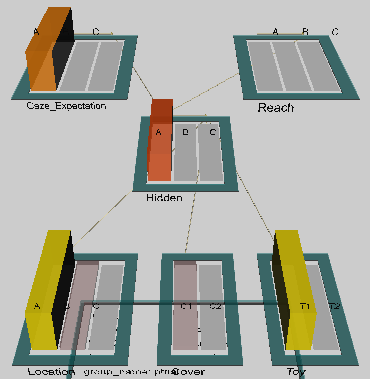 A C A B C
Gaze_Expectation
Reach
A B C
Hidden
A C C1 C2 T1 T2
Location
Cover
Toy